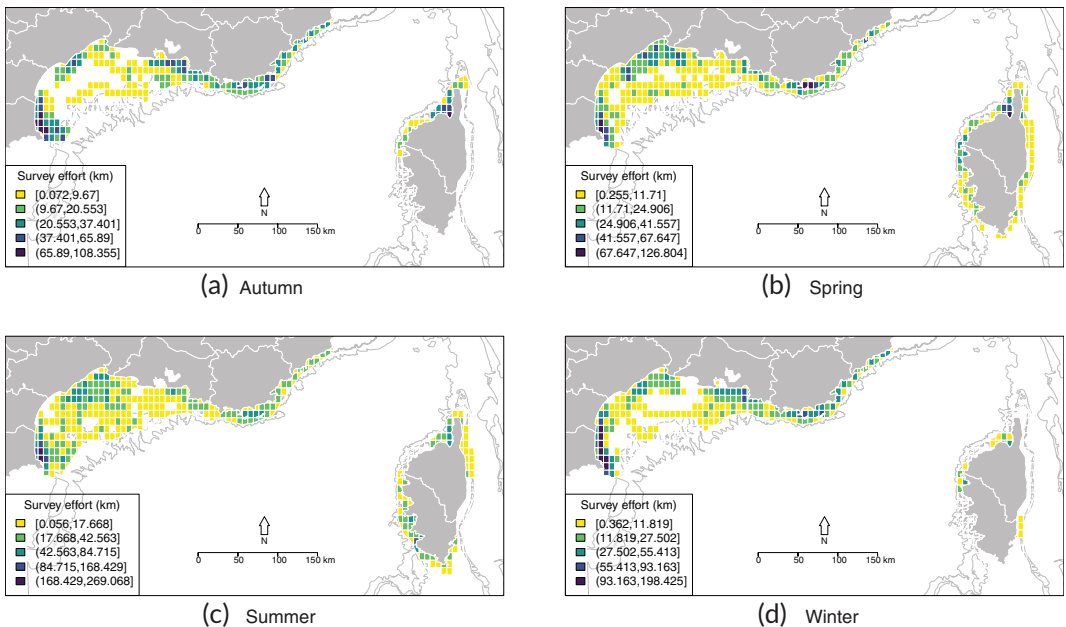 Survey effort (km)
[0.072,9.67]
(9.67,20.553]
(20.553,37.401]
(37.401,65.89]
(65.89,108.355]
N
0 50 100 150 km
(a) Autumn
Survey effort (km)
[0.255,11.71]
(11.71,24.906]
(24.906,41.557]
(41.557,67.647]
(67.647,126.804]
N
0 50 100 150 km
(b) Spring
Survey effort (km)
[0.056,17.668]
(17.668,42.563]
(42.563,84.715]
(84.715,168.429]
(168.429,269.068]
N
0 50 100 150 km
(c) Summer
Survey effort (km)
[0.362,11.819]
(11.819,27.502]
(27.502,55.413]
(55.413,93.163]
(93.163,198.425]
N
0 50 100 150 km
(d) Winter